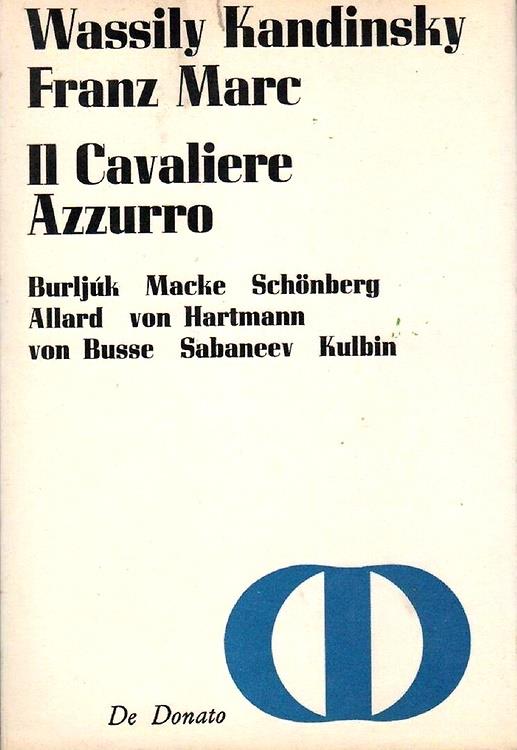 Wassily Kandinsky
Franz Marc
Il Cavaliere
Azzurro
Burljúk Macke Schönberg
Allard von Hartmann
von Busse Sabaneev Kulbin
De Donato